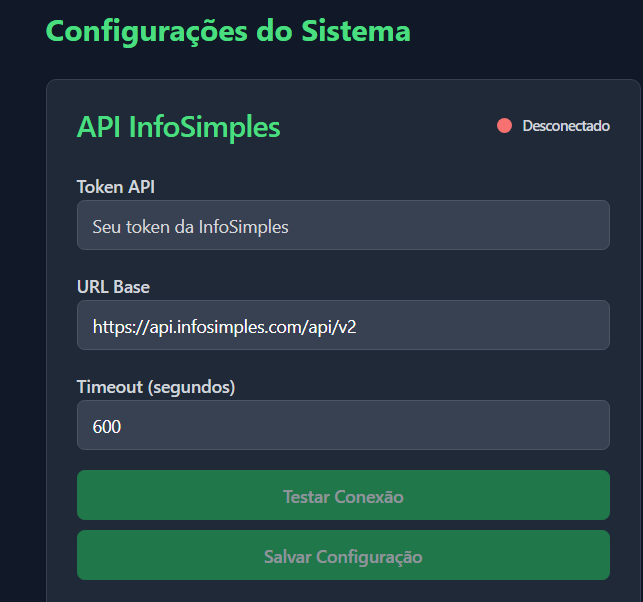 Configurações do Sistema
API InfoSimples
Desconectado
Token API
Seu token da InfoSimples
URL Base
https://api.infosimples.com/api/v2
Timeout (segundos)
600
Testar Conexão
Salvar Configuração